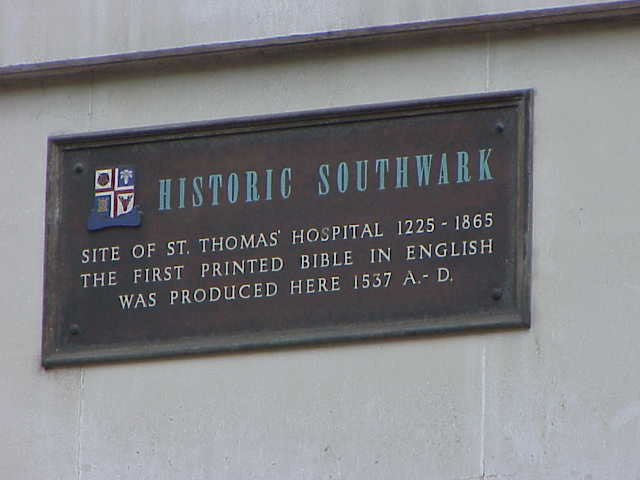 HISTORIC SOUTHWARK
SITE OF ST. THOMAS' HOSPITAL 1225 - 1865
THE FIRST PRINTED BIBLE IN ENGLISH
WAS PRODUCED HERE 1537 A.- D.